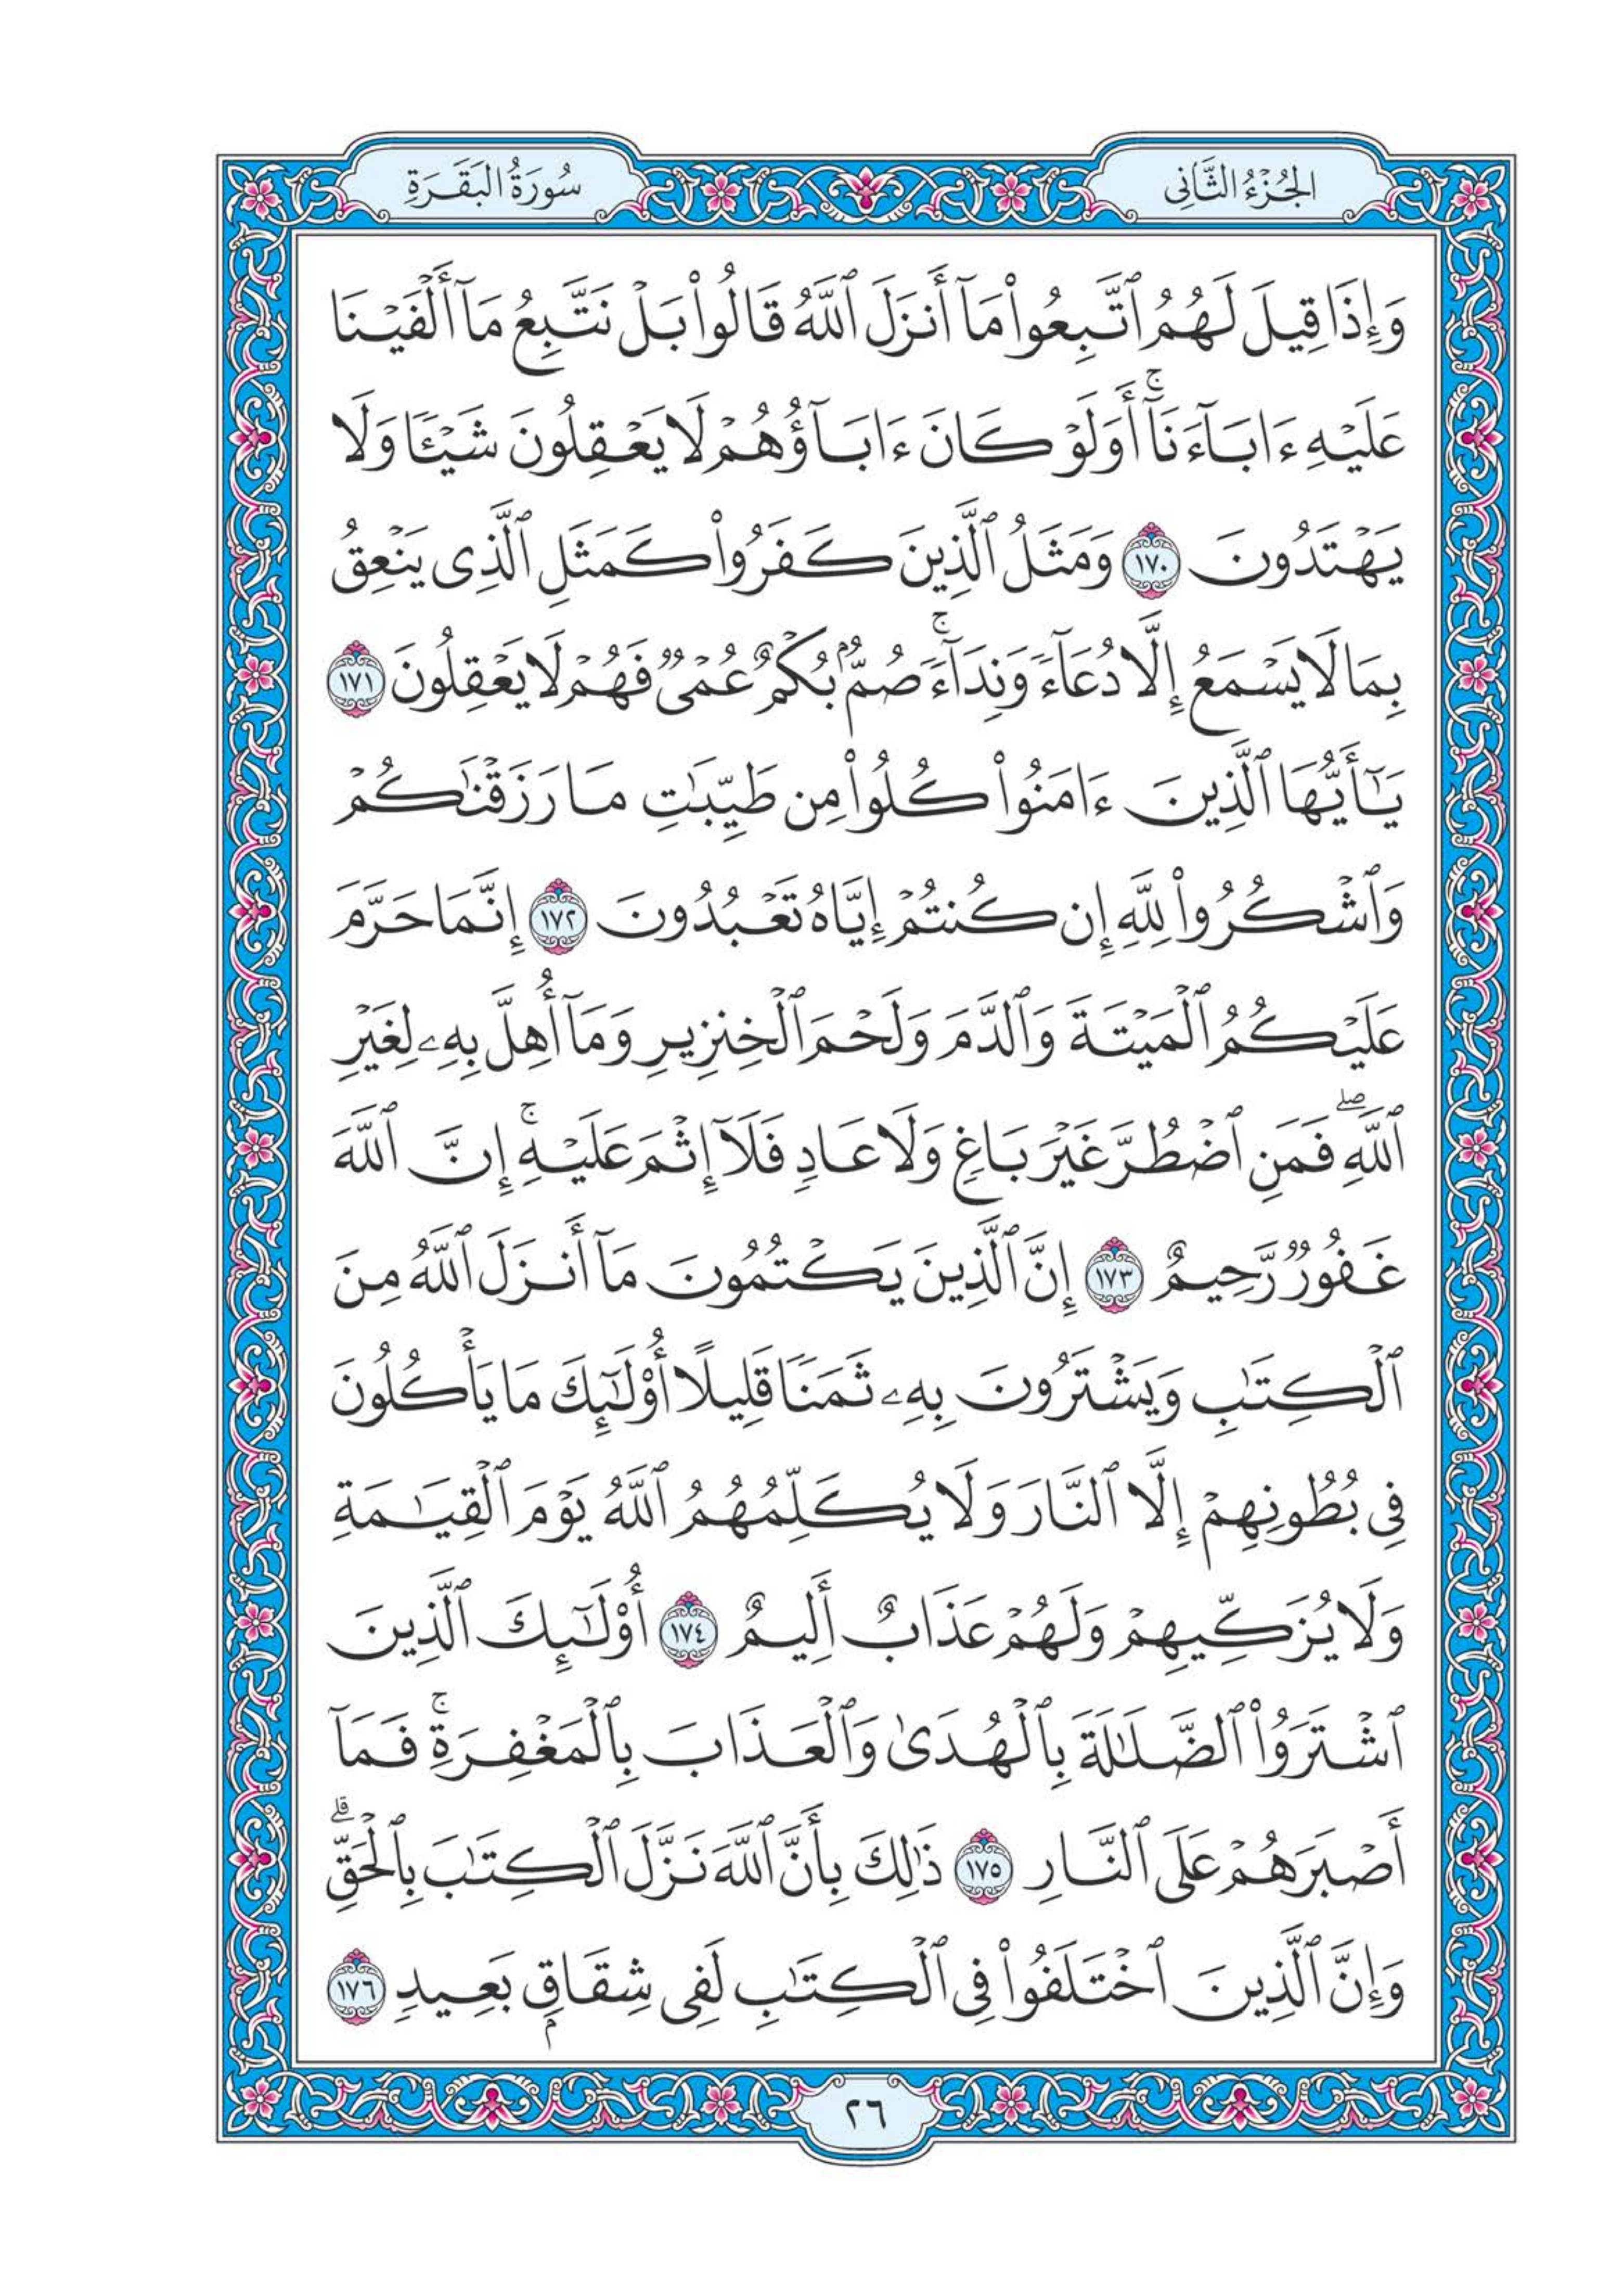 الجُزْءُ الثَّانِى
سُورَةُ البَقَرَةِ
وَإِذَا قِيلَ لَهُمُ ٱتَّبِعُوا۟ مَآ أَنزَلَ ٱللَّهُ قَالُوا۟ بَلْ نَتَّبِعُ مَآ أَلْفَيْنَا
عَلَيْهِ ءَابَآءَنَآ ۚ أَوَلَوْ كَانَ ءَابَآؤُهُمْ لَا يَعْقِلُونَ شَيْـًٔا وَلَا
يَهْتَدُونَ ١٧٠ وَمَثَلُ ٱلَّذِينَ كَفَرُوا۟ كَمَثَلِ ٱلَّذِى يَنْعِقُ
بِمَا لَا يَسْمَعُ إِلَّا دُعَآءً وَنِدَآءً ۚ صُمٌّۢ بُكْمٌ عُمْىٌ فَهُمْ لَا يَعْقِلُونَ ١٧١
يَـٰٓأَيُّهَا ٱلَّذِينَ ءَامَنُوا۟ كُلُوا۟ مِن طَيِّبَـٰتِ مَا رَزَقْنَـٰكُمْ
وَٱشْكُرُوا۟ لِلَّهِ إِن كُنتُمْ إِيَّاهُ تَعْبُدُونَ ١٧٢ إِنَّمَا حَرَّمَ
عَلَيْكُمُ ٱلْمَيْتَةَ وَٱلدَّمَ وَلَحْمَ ٱلْخِنزِيرِ وَمَآ أُهِلَّ بِهِۦ لِغَيْرِ
ٱللَّهِ ۖ فَمَنِ ٱضْطُرَّ غَيْرَ بَاغٍ وَلَا عَادٍ فَلَآ إِثْمَ عَلَيْهِ ۚ إِنَّ ٱللَّهَ
غَفُورٌ رَّحِيمٌ ١٧٣ إِنَّ ٱلَّذِينَ يَكْتُمُونَ مَآ أَنزَلَ ٱللَّهُ مِنَ
ٱلْكِتَـٰبِ وَيَشْتَرُونَ بِهِۦ ثَمَنًا قَلِيلًا أُو۟لَـٰٓئِكَ مَا يَأْكُلُونَ
فِى بُطُونِهِمْ إِلَّا ٱلنَّارَ وَلَا يُكَلِّمُهُمُ ٱللَّهُ يَوْمَ ٱلْقِيَـٰمَةِ
وَلَا يُزَكِّيهِمْ وَلَهُمْ عَذَابٌ أَلِيمٌ ١٧٤ أُو۟لَـٰٓئِكَ ٱلَّذِينَ
ٱشْتَرَوُا۟ ٱلضَّلَـٰلَةَ بِٱلْهُدَىٰ وَٱلْعَذَابَ بِٱلْمَغْفِرَةِ ۚ فَمَآ
أَصْبَرَهُمْ عَلَى ٱلنَّارِ ١٧٥ ذَٰلِكَ بِأَنَّ ٱللَّهَ نَزَّلَ ٱلْكِتَـٰبَ بِٱلْحَقِّ ۗ
وَإِنَّ ٱلَّذِينَ ٱخْتَلَفُوا۟ فِى ٱلْكِتَـٰبِ لَفِى شِقَاقٍۭ بَعِيدٍ ١٧٦
٢٦